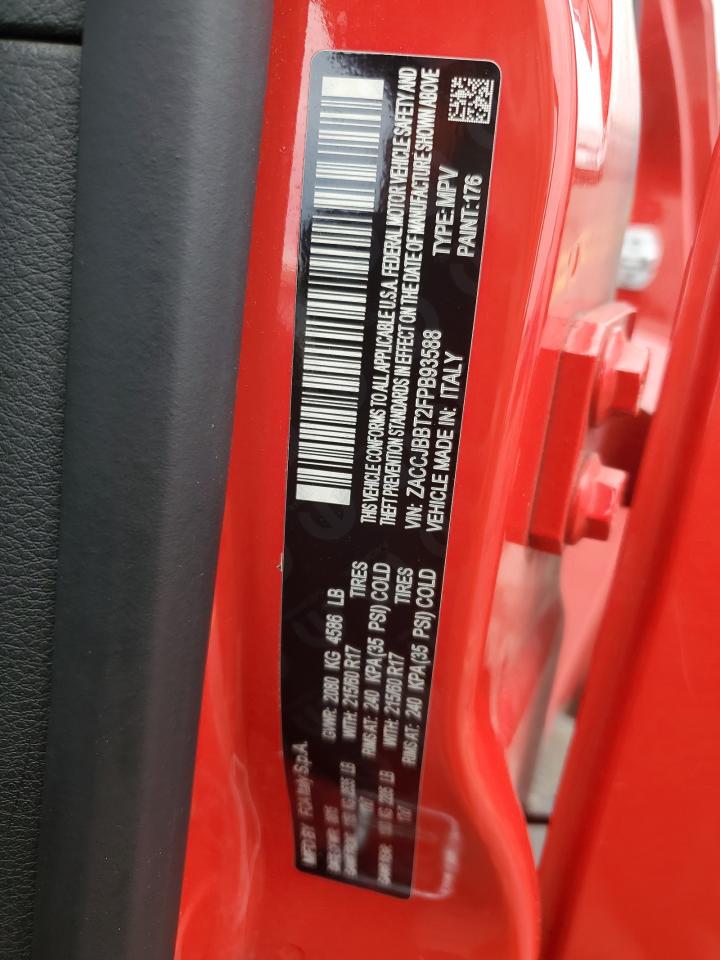 MFD BY FCA Italy S.p.A.
GVWR: 2080 KG 4586 LB
WITH: 215/60 R17 TIRES
RIMS AT: 240 KPA(35 PSI) COLD
WITH: 215/60 R17 TIRES
RIMS AT: 240 KPA(35 PSI) COLD
THIS VEHICLE CONFORMS TO ALL APPLICABLE U.S.A. FEDERAL MOTOR VEHICLE SAFETY AND
THEFT PREVENTION STANDARDS IN EFFECT ON THE DATE OF MANUFACTURE SHOWN ABOVE
VIN: ZACCJBBT2FPB93588 TYPE: MPV
VEHICLE MADE IN: ITALY PAINT: 176